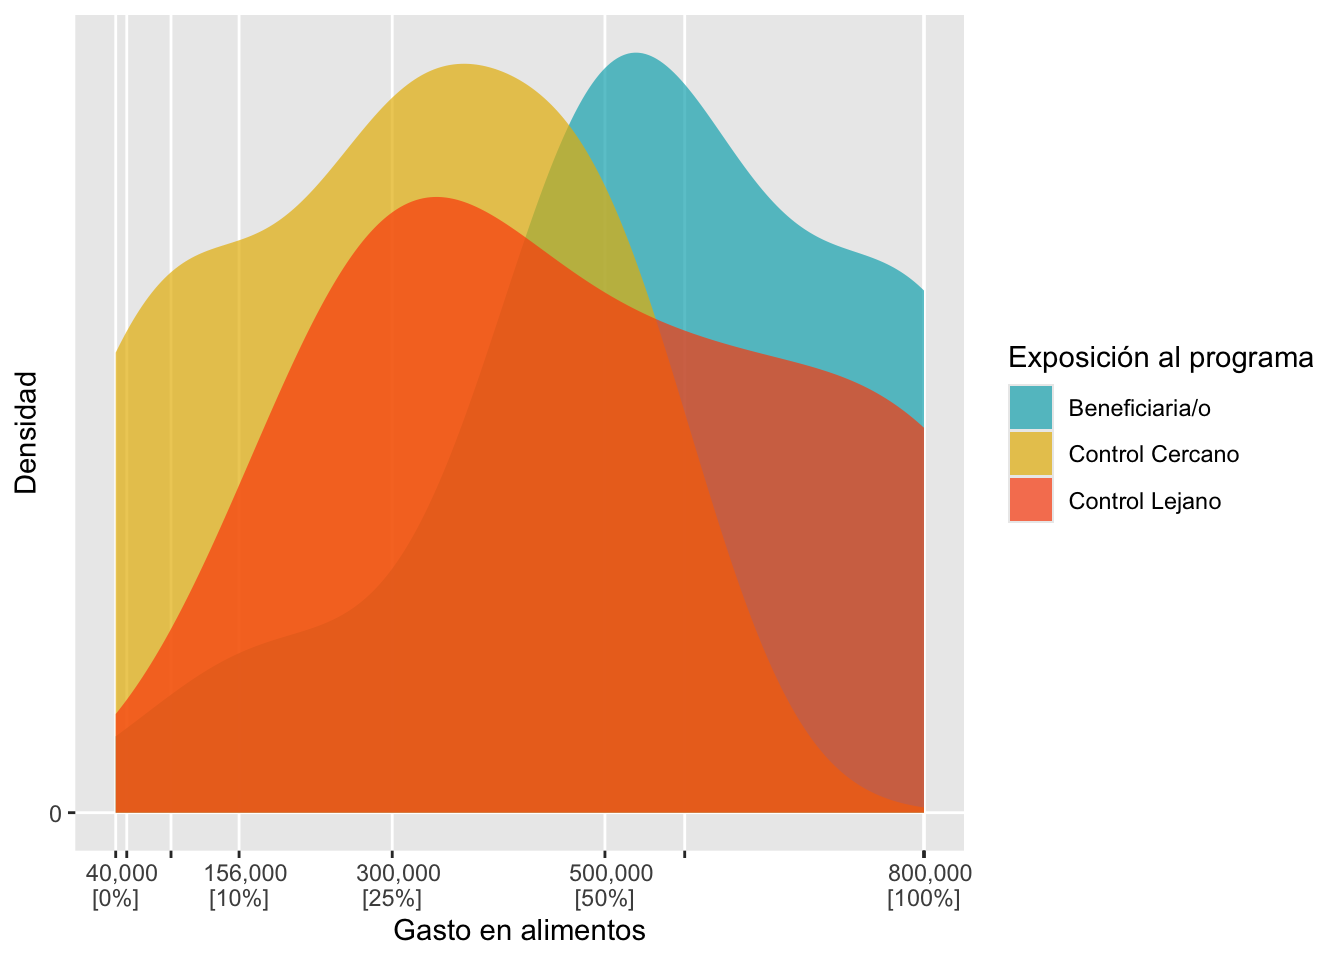 Densidad
0
40,000
[0%]
156,000
[10%]
300,000
[25%]
500,000
[50%]
800,000
[100%]
Gasto en alimentos
Exposición al programa
Beneficiaria/o
Control Cercano
Control Lejano